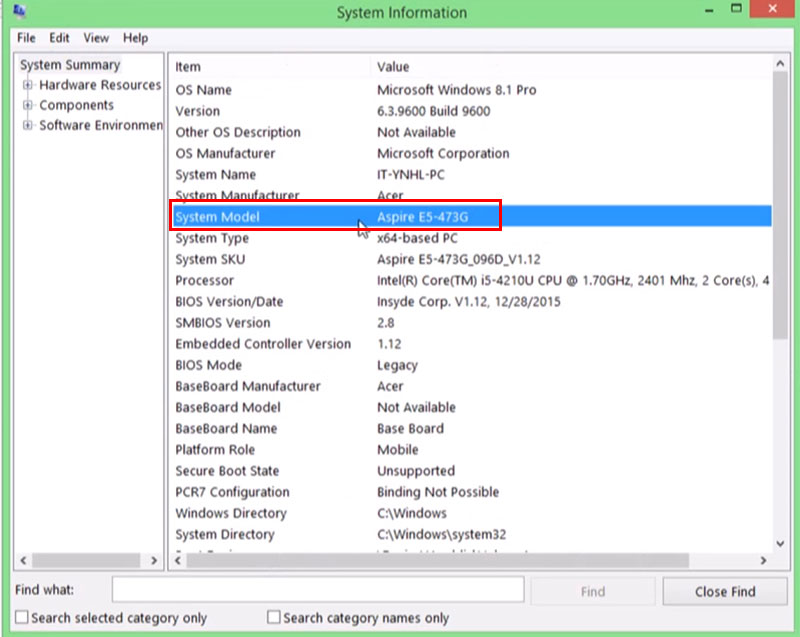 System Information
File Edit View Help
System Summary
Hardware Resources
Components
Software Environmen
Item Value
OS Name Microsoft Windows 8.1 Pro
Version 6.3.9600 Build 9600
Other OS Description Not Available
OS Manufacturer Microsoft Corporation
System Name IT-YNHL-PC
System Manufacturer Acer
System Model Aspire E5-473G
System Type x64-based PC
System SKU Aspire E5-473G_096D_V1.12
Processor Intel(R) Core(TM) i5-4210U CPU @ 1.70GHz, 2401 Mhz, 2 Core(s), 4
BIOS Version/Date Insyde Corp. V1.12, 12/28/2015
SMBIOS Version 2.8
Embedded Controller Version 1.12
BIOS Mode Legacy
BaseBoard Manufacturer Acer
BaseBoard Model Not Available
BaseBoard Name Base Board
Platform Role Mobile
Secure Boot State Unsupported
PCR7 Configuration Binding Not Possible
Windows Directory C:\Windows
System Directory C:\Windows\system32
Find what: Find Close Find
Search selected category only Search category names only